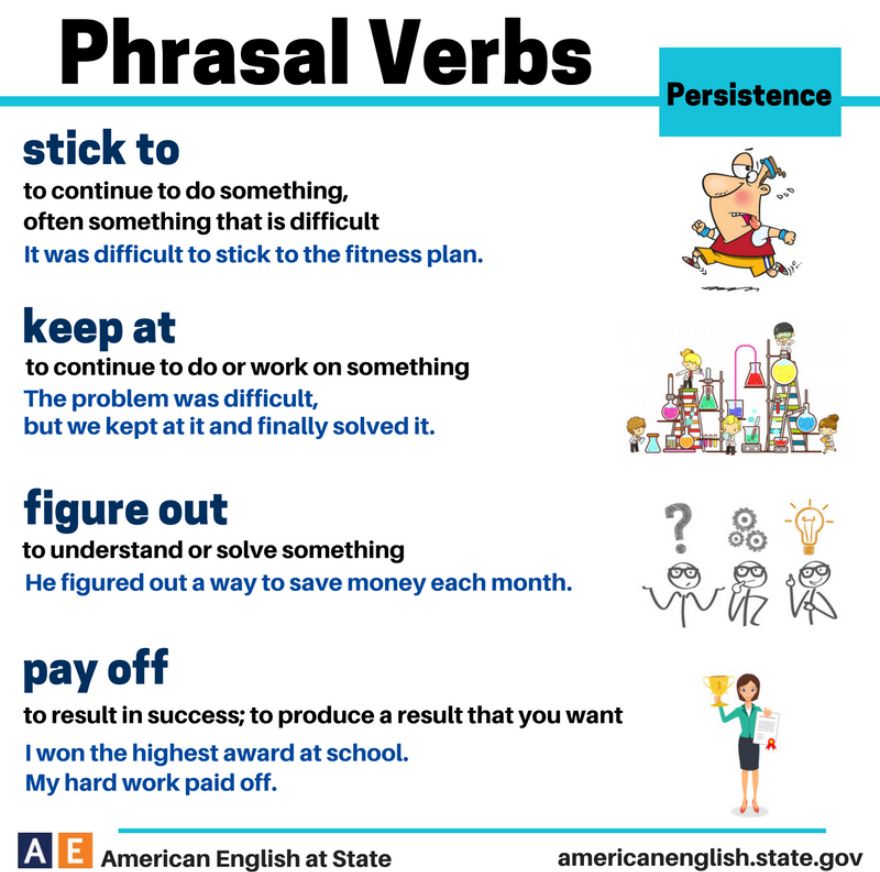 Phrasal Verbs
Persistence
stick to
to continue to do something,
often something that is difficult
It was difficult to stick to the fitness plan.
keep at
to continue to do or work on something
The problem was difficult,
but we kept at it and finally solved it.
?
figure out
to understand or solve something
He figured out a way to save money each month.
pay off
to result in success; to produce a result that you want
I won the highest award at school.
My hard work paid off.
A E American English at State
americanenglish.state.gov